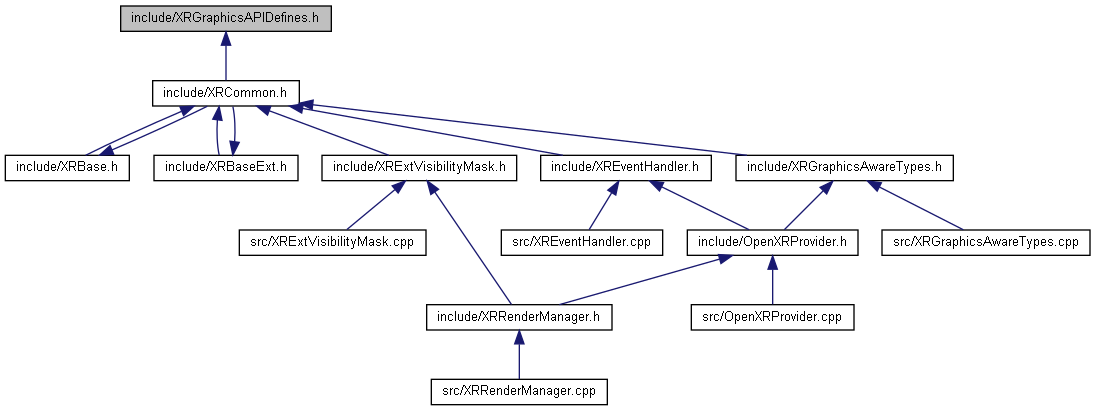 include/XRGraphicsAPIDefines.h
include/XRCommon.h
include/XRBase.h
include/XRBaseExt.h
include/XRExtVisibilityMask.h
include/XREventHandler.h
include/XRGraphicsAwareTypes.h
src/XRExtVisibilityMask.cpp
src/XREventHandler.cpp
include/OpenXRProvider.h
src/XRGraphicsAwareTypes.cpp
include/XRRenderManager.h
src/OpenXRProvider.cpp
src/XRRenderManager.cpp